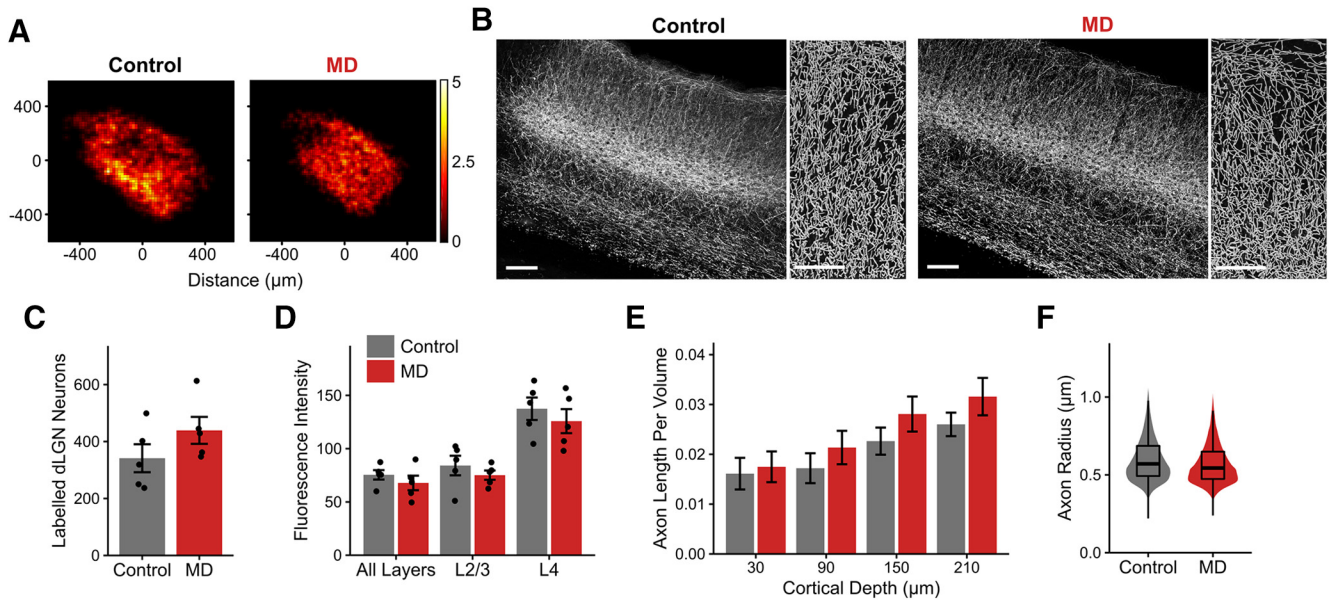 A
Control
MD
400
0
-400
-400
0
400
-400
0
400
5
2.5
0
Distance (µm)
B
Control
MD
C
Labelled dLGN Neurons
600
400
200
0
Control
MD
D
Control
MD
Fluorescence Intensity
150
100
50
0
All Layers
L2/3
L4
E
Axon Length Per Volume
0.04
0.03
0.02
0.01
0.00
30
90
150
210
Cortical Depth (µm)
F
Axon Radius (µm)
1.0
0.5
0.0
Control
MD